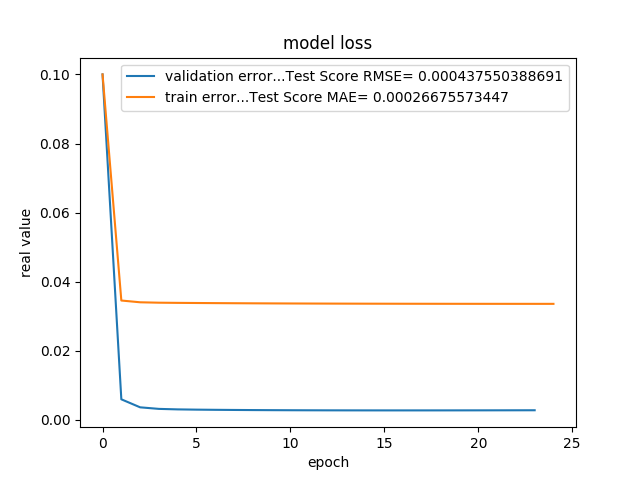 model loss
validation error...Test Score RMSE= 0.000437550388691
train error...Test Score MAE= 0.00026675573447
0.10
0.08
0.06
0.04
0.02
0.00
real value
0 5 10 15 20 25
epoch